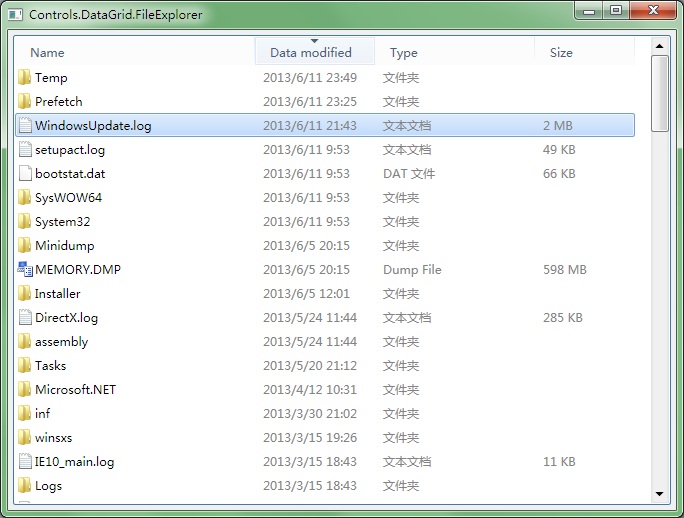 Controls.DataGrid.FileExplorer
Name Data modified Type Size
Temp 2013/6/11 23:49 文件夹
Prefetch 2013/6/11 23:25 文件夹
WindowsUpdate.log 2013/6/11 21:43 文本文档 2 MB
setupact.log 2013/6/11 9:53 文本文档 49 KB
bootstat.dat 2013/6/11 9:53 DAT 文件 66 KB
SysWOW64 2013/6/11 9:53 文件夹
System32 2013/6/11 9:53 文件夹
Minidump 2013/6/5 20:15 文件夹
MEMORY.DMP 2013/6/5 20:15 Dump File 598 MB
Installer 2013/6/5 12:01 文件夹
DirectX.log 2013/5/24 11:44 文本文档 285 KB
assembly 2013/5/24 11:44 文件夹
Tasks 2013/5/20 21:12 文件夹
Microsoft.NET 2013/4/12 10:31 文件夹
inf 2013/3/30 21:02 文件夹
winsxs 2013/3/15 19:26 文件夹
IE10_main.log 2013/3/15 18:43 文本文档 11 KB
Logs 2013/3/15 18:43 文件夹